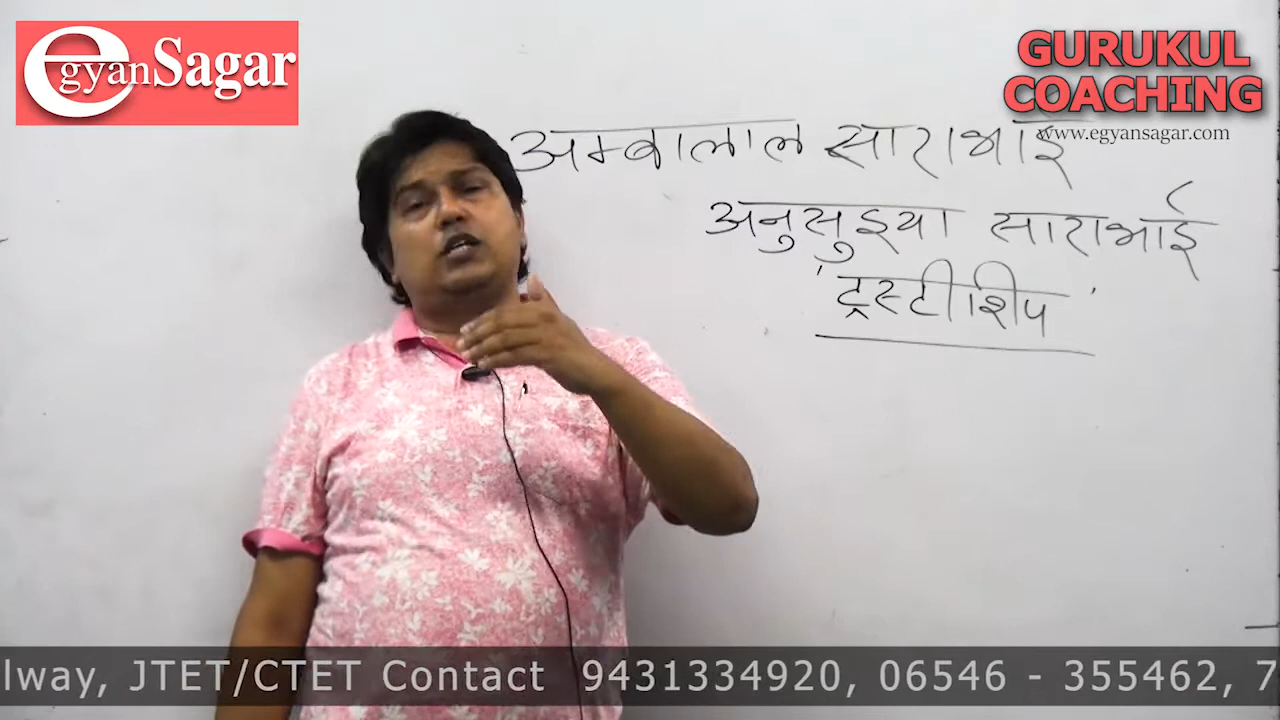 egyanSagar
GURUKUL
COACHING
www.egyansagar.com
अम्बालाल साराभाई
अनुसुइया साराभाई
'ट्रस्टीशिप'
lway, JTET/CTET Contact 9431334920, 06546 - 355462, 7